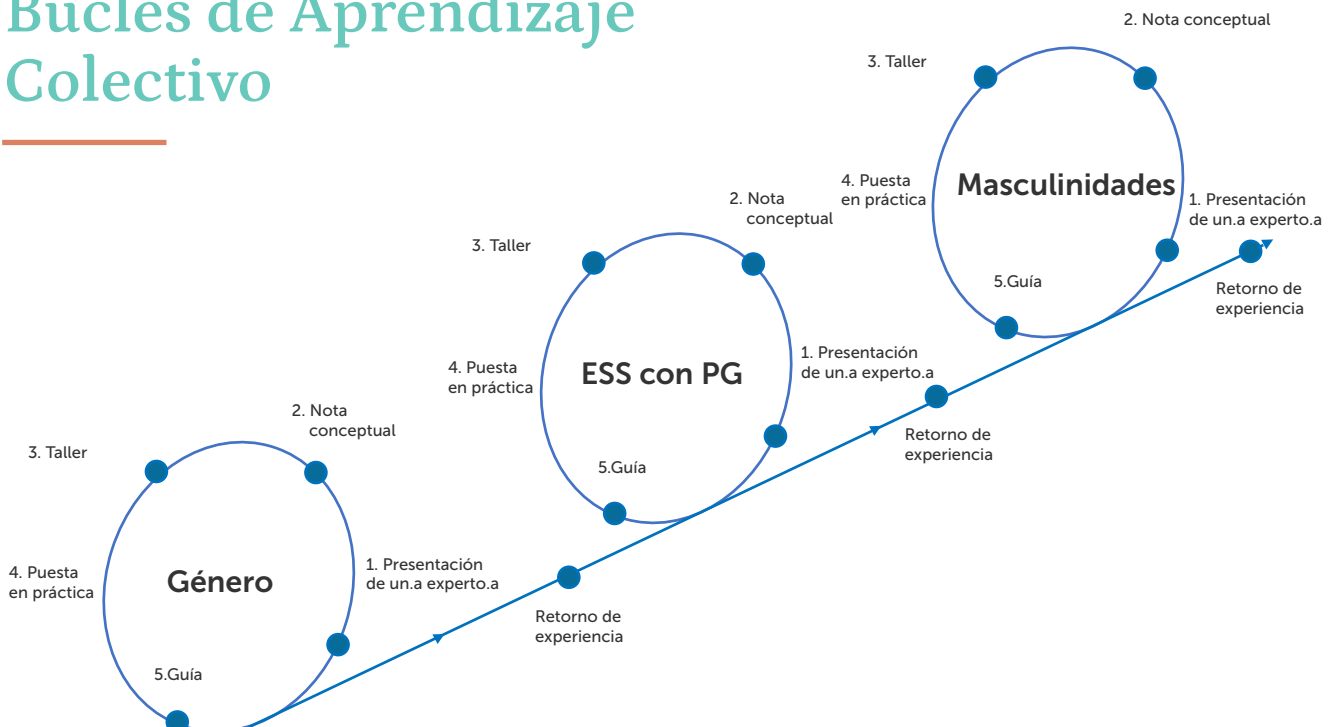 Bucles de Aprendizaje
Colectivo
2. Nota conceptual
3. Taller
4. Puesta
en práctica
Masculinidades
1. Presentación
de un.a experto.a
5.Guía
Retorno de
experiencia
2. Nota
conceptual
3. Taller
4. Puesta
en práctica
ESS con PG
1. Presentación
de un.a experto.a
5.Guía
Retorno de
experiencia
2. Nota
conceptual
3. Taller
4. Puesta
en práctica
Género
1. Presentación
de un.a experto.a
5.Guía
Retorno de
experiencia